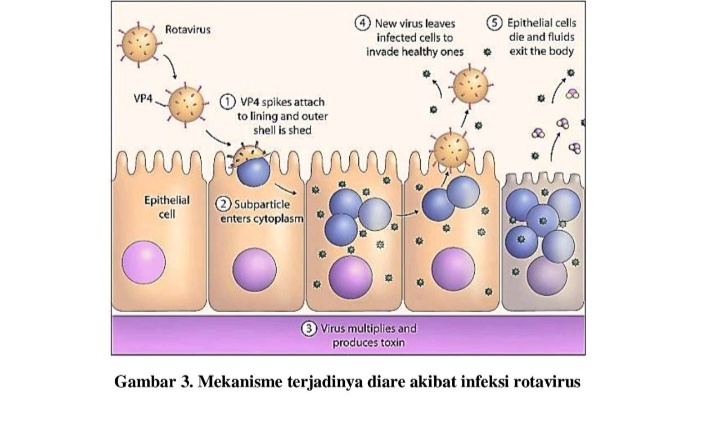 Rotavirus
VP4
① VP4 spikes attach
to lining and outer
shell is shed
Epithelial
cell
② Subparticle
enters cytoplasm
③ Virus multiplies and
produces toxin
④ New virus leaves
infected cells to
invade healthy ones
⑤ Epithelial cells
die and fluids
exit the body
Gambar 3. Mekanisme terjadinya diare akibat infeksi rotavirus